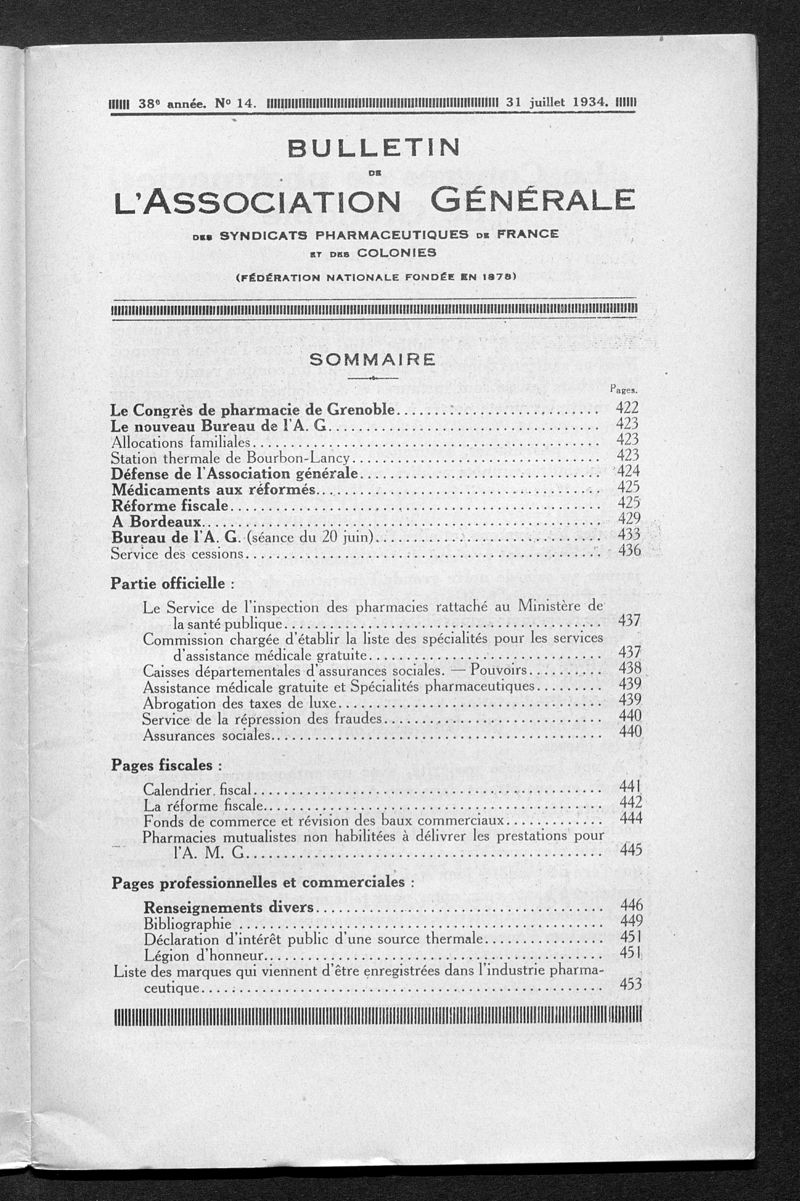 38e année. No 14. 31 juillet 1934.
BULLETIN
DE
L'ASSOCIATION GÉNÉRALE
DES SYNDICATS PHARMACEUTIQUES DE FRANCE
ET DES COLONIES
(FÉDÉRATION NATIONALE FONDÉE EN 1878)
SOMMAIRE
Pages.
Le Congrès de pharmacie de Grenoble........................... 422
Le nouveau Bureau de l'A. G.................................... 423
Allocations familiales.............................................. 423
Station thermale de Bourbon-Lancy................................ 423
Défense de l'Association générale................................ 424
Médicaments aux réformés..................................... 425
Réforme fiscale................................................. 425
A Bordeaux..................................................... 429
Bureau de l'A. G. (séance du 20 juin).............................. 433
Service des cessions............................................... 436
Partie officielle :
Le Service de l'inspection des pharmacies rattaché au Ministère de
la santé publique.......................................... 437
Commission chargée d'établir la liste des spécialités pour les services
d'assistance médicale gratuite............................... 437
Caisses départementales d'assurances sociales. — Pouvoirs.......... 438
Assistance médicale gratuite et Spécialités pharmaceutiques......... 439
Abrogation des taxes de luxe................................... 439
Service de la répression des fraudes............................. 440
Assurances sociales............................................ 440
Pages fiscales :
Calendrier. fiscal.............................................. 441
La réforme fiscale............................................. 442
Fonds de commerce et révision des baux commerciaux............. 444
Pharmacies mutualistes non habilitées à délivrer les prestations pour
l'A. M. G............................................... 445
Pages professionnelles et commerciales :
Renseignements divers...................................... 446
Bibliographie ................................................ 449
Déclaration d'intérêt public d'une source thermale................ 451
Légion d'honneur............................................. 451
Liste des marques qui viennent d'être enregistrées dans l'industrie pharma-
ceutique...................................................... 453